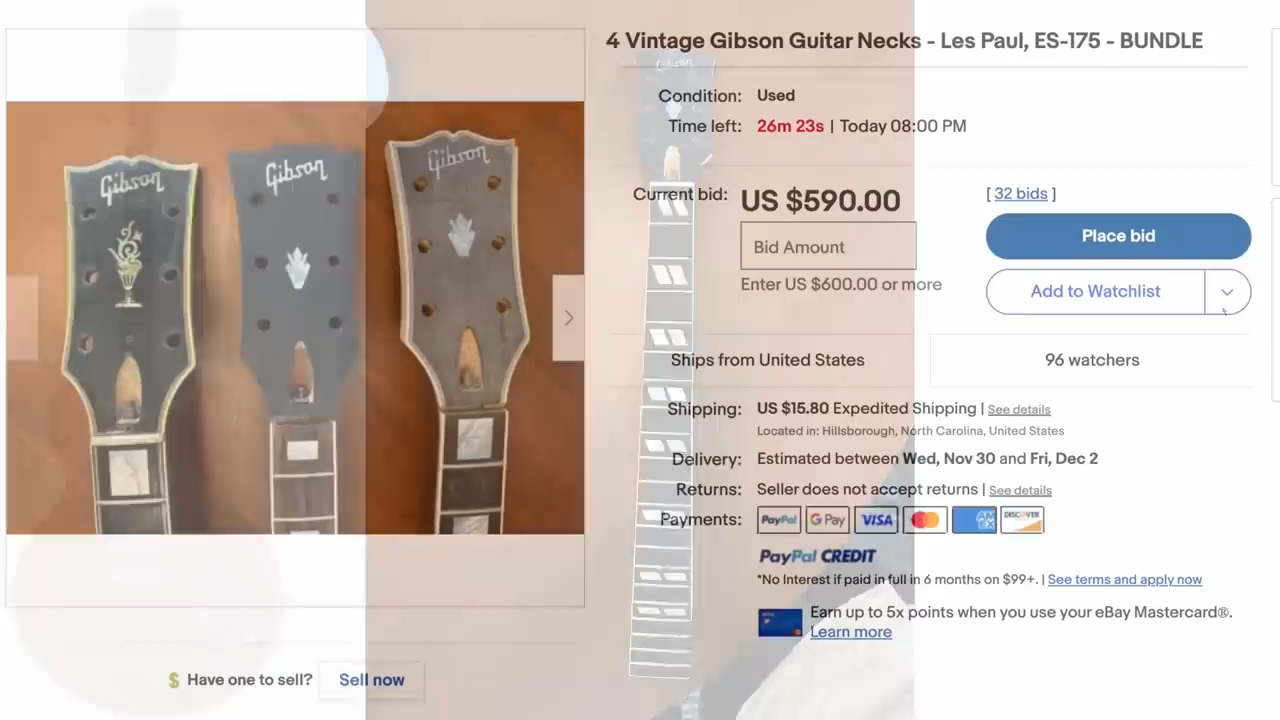 4 Vintage Gibson Guitar Necks - Les Paul, ES-175 - BUNDLE
Condition: Used
Time left: 26m 23s | Today 08:00 PM
Current bid: US $590.00 [ 32 bids ]
Bid Amount
Place bid
Enter US $600.00 or more
Add to Watchlist
Ships from United States
96 watchers
Shipping: US $15.80 Expedited Shipping | See details
Located in: Hillsborough, North Carolina, United States
Delivery: Estimated between Wed, Nov 30 and Fri, Dec 2
Returns: Seller does not accept returns | See details
Payments: PayPal G Pay VISA AMEX DISCOVER
PayPal CREDIT
*No Interest if paid in full in 6 months on $99+. | See terms and apply now
Earn up to 5x points when you use your eBay Mastercard®.
Learn more
Gibson
Gibson
Gibson
$ Have one to sell? Sell now